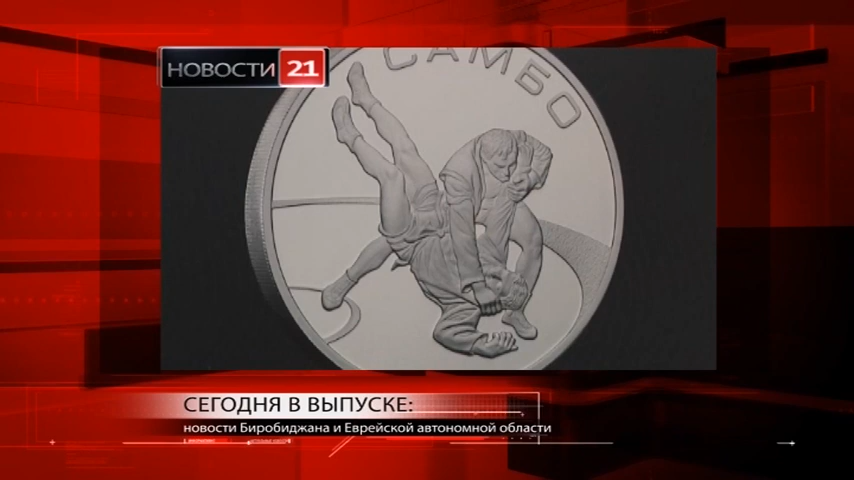 НОВОСТИ 21
САМБО
СЕГОДНЯ В ВЫПУСКЕ:
новости Биробиджана и Еврейской автономной области